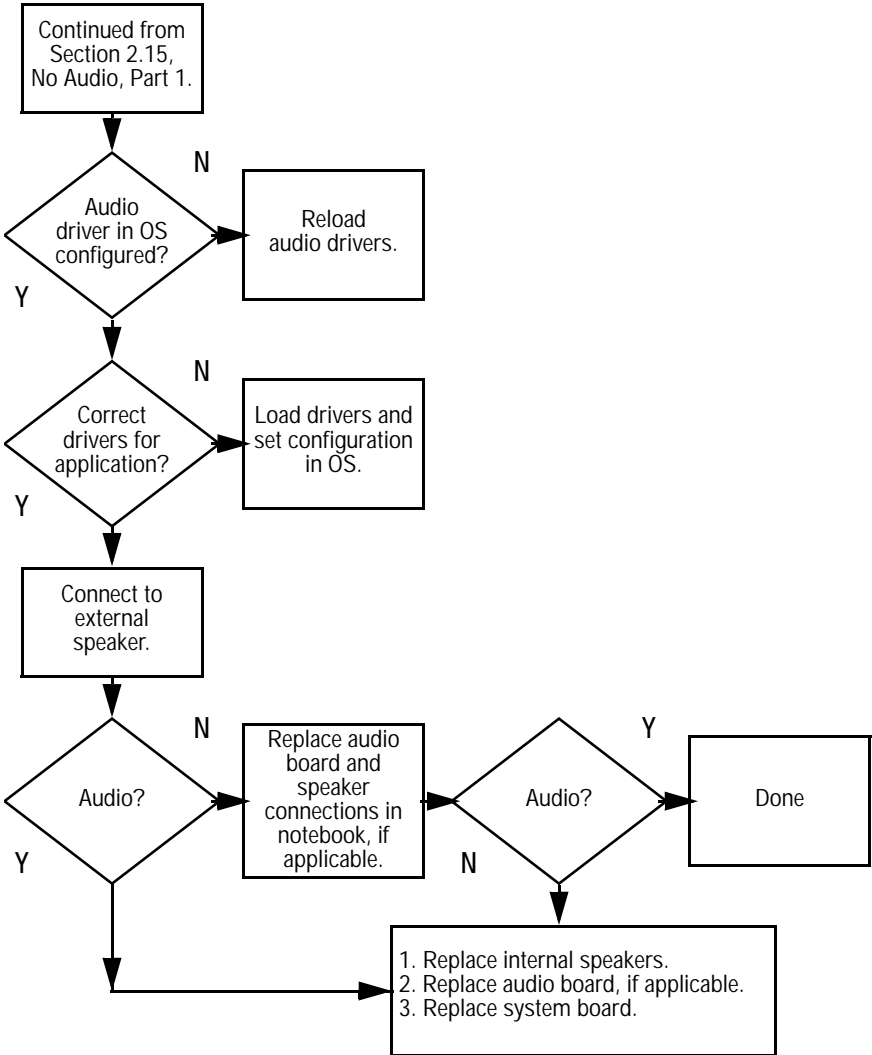 Continued from
Section 2.15,
No Audio, Part 1.
N
Audio
driver in OS
configured?
Reload
audio drivers.
Y
N
Correct
drivers for
application?
Load drivers and
set configuration
in OS.
Y
Connect to
external
speaker.
N
Audio?
Replace audio
board and
speaker
connections in
notebook, if
applicable.
Y
Audio?
Y
Done
N
1. Replace internal speakers.
2. Replace audio board, if applicable.
3. Replace system board.